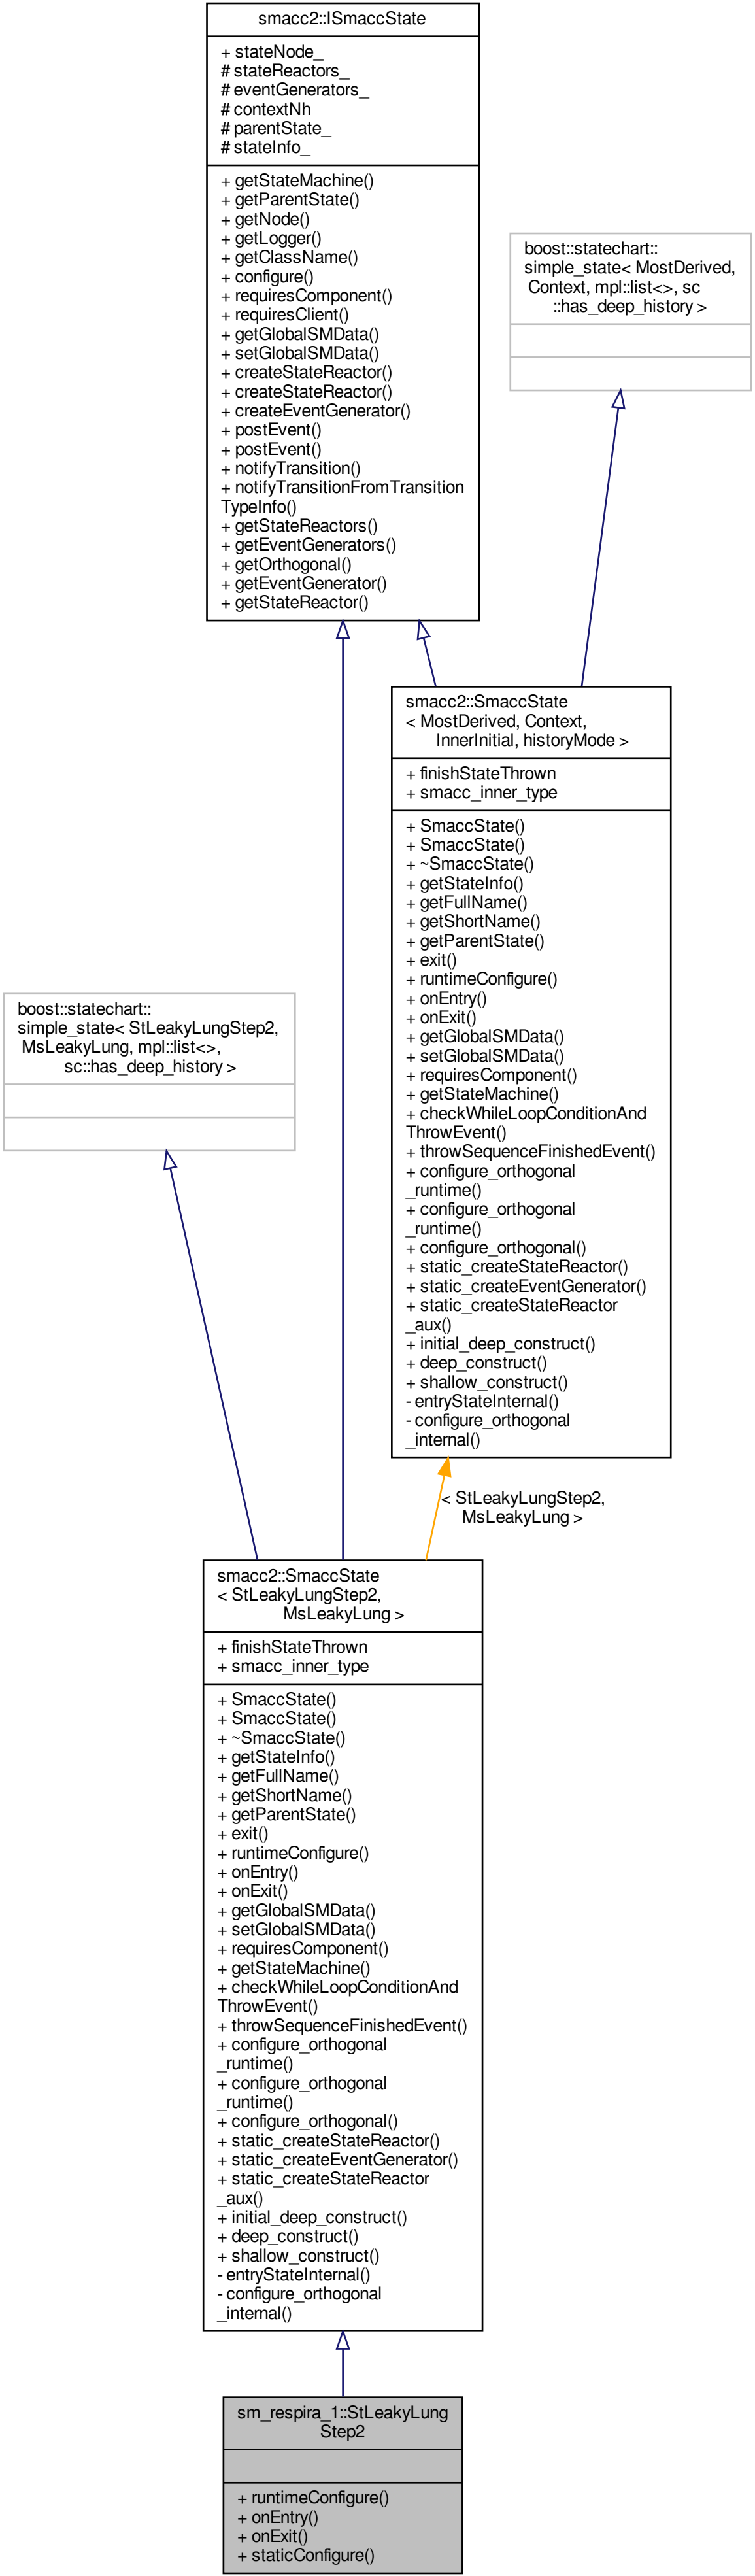 smacc2::ISmaccState
+ stateNode_
# stateReactors_
# eventGenerators_
# contextNh
# parentState_
# stateInfo_
+ getStateMachine()
+ getParentState()
+ getNode()
+ getLogger()
+ getClassName()
+ configure()
+ requiresComponent()
+ requiresClient()
+ getGlobalSMData()
+ setGlobalSMData()
+ createStateReactor()
+ createStateReactor()
+ createEventGenerator()
+ postEvent()
+ postEvent()
+ notifyTransition()
+ notifyTransitionFromTransition
TypeInfo()
+ getStateReactors()
+ getEventGenerators()
+ getOrthogonal()
+ getEventGenerator()
+ getStateReactor()
boost::statechart::
simple_state< MostDerived,
Context, mpl::list<>, sc
::has_deep_history >
smacc2::SmaccState
< MostDerived, Context,
InnerInitial, historyMode >
+ finishStateThrown
+ smacc_inner_type
+ SmaccState()
+ SmaccState()
+ ~SmaccState()
+ getStateInfo()
+ getFullName()
+ getShortName()
+ getParentState()
+ exit()
+ runtimeConfigure()
+ onEntry()
+ onExit()
+ getGlobalSMData()
+ setGlobalSMData()
+ requiresComponent()
+ getStateMachine()
+ checkWhileLoopConditionAnd
ThrowEvent()
+ throwSequenceFinishedEvent()
+ configure_orthogonal
_runtime()
+ configure_orthogonal
_runtime()
+ configure_orthogonal()
+ static_createStateReactor()
+ static_createEventGenerator()
+ static_createStateReactor
_aux()
+ initial_deep_construct()
+ deep_construct()
+ shallow_construct()
- entryStateInternal()
- configure_orthogonal
_internal()
boost::statechart::
simple_state< StLeakyLungStep2,
MsLeakyLung, mpl::list<>,
sc::has_deep_history >
< StLeakyLungStep2,
MsLeakyLung >
smacc2::SmaccState
< StLeakyLungStep2,
MsLeakyLung >
+ finishStateThrown
+ smacc_inner_type
+ SmaccState()
+ SmaccState()
+ ~SmaccState()
+ getStateInfo()
+ getFullName()
+ getShortName()
+ getParentState()
+ exit()
+ runtimeConfigure()
+ onEntry()
+ onExit()
+ getGlobalSMData()
+ setGlobalSMData()
+ requiresComponent()
+ getStateMachine()
+ checkWhileLoopConditionAnd
ThrowEvent()
+ throwSequenceFinishedEvent()
+ configure_orthogonal
_runtime()
+ configure_orthogonal
_runtime()
+ configure_orthogonal()
+ static_createStateReactor()
+ static_createEventGenerator()
+ static_createStateReactor
_aux()
+ initial_deep_construct()
+ deep_construct()
+ shallow_construct()
- entryStateInternal()
- configure_orthogonal
_internal()
sm_respira_1::StLeakyLung
Step2
+ runtimeConfigure()
+ onEntry()
+ onExit()
+ staticConfigure()